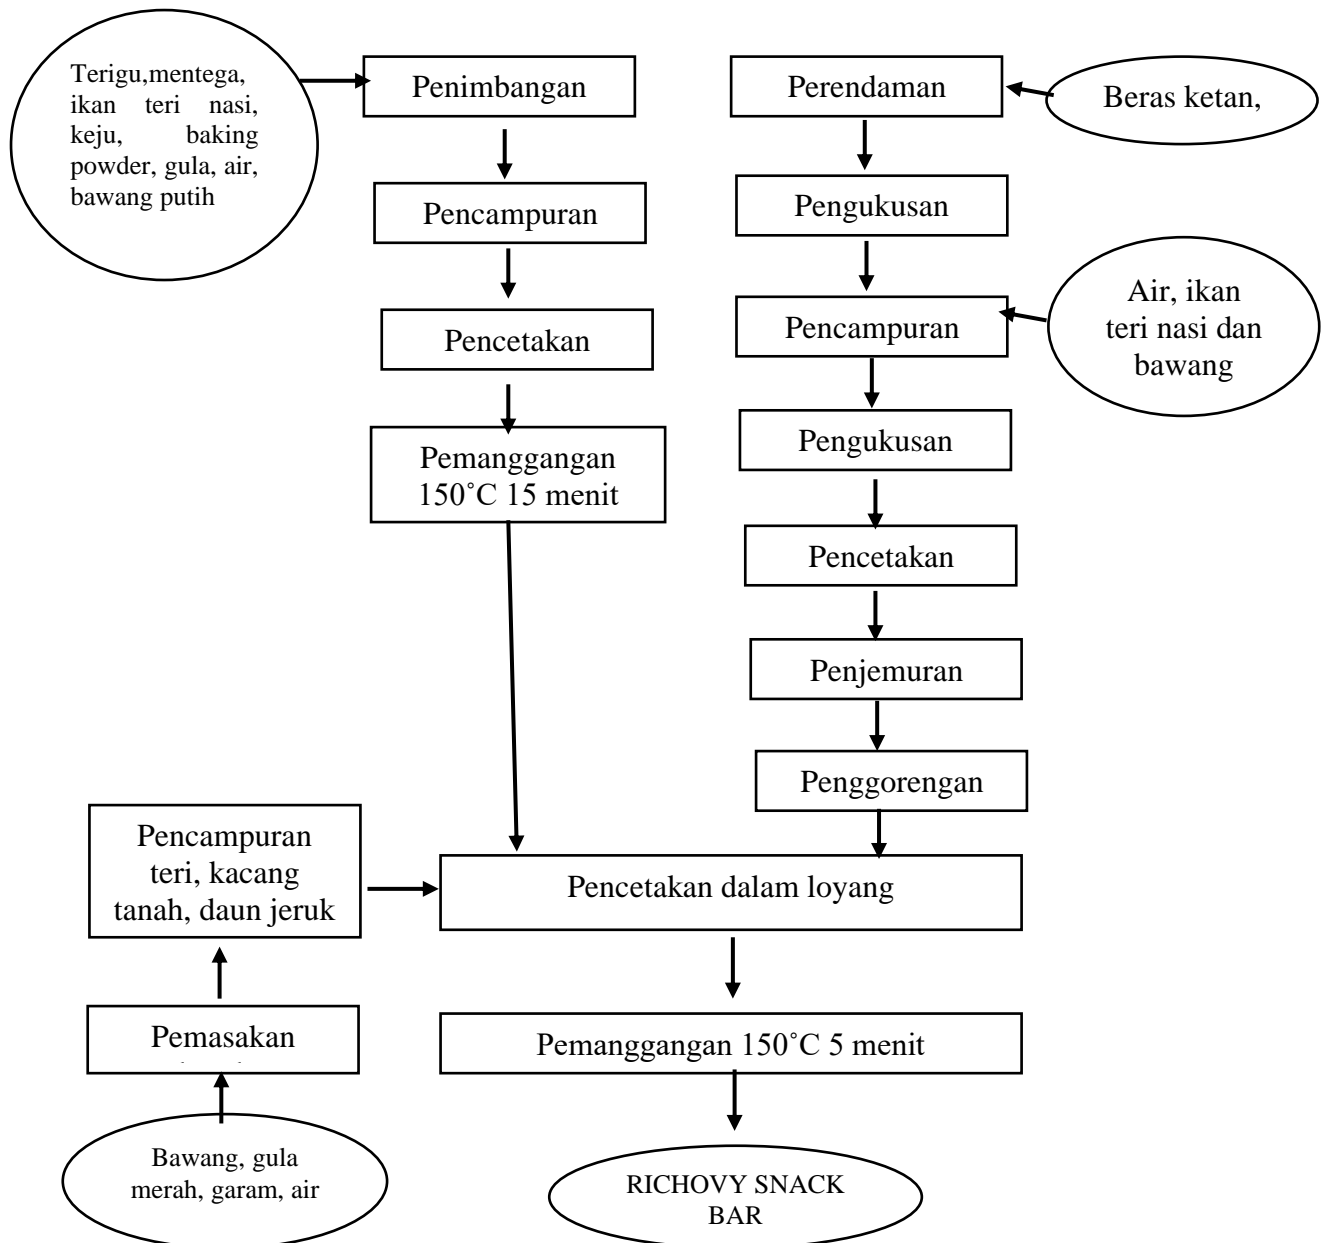 Terigu,mentega,
ikan teri nasi,
keju, baking
powder, gula, air,
bawang putih
Penimbangan
Pencampuran
Pencetakan
Pemanggangan
150˚C 15 menit
Perendaman
Beras ketan,
Pengukusan
Pencampuran
Air, ikan
teri nasi dan
bawang
Pengukusan
Pencetakan
Penjemuran
Penggorengan
Pencampuran
teri, kacang
tanah, daun jeruk
Pencetakan dalam loyang
Pemasakan
Pemanggangan 150˚C 5 menit
Bawang, gula
merah, garam, air
RICHOVY SNACK
BAR